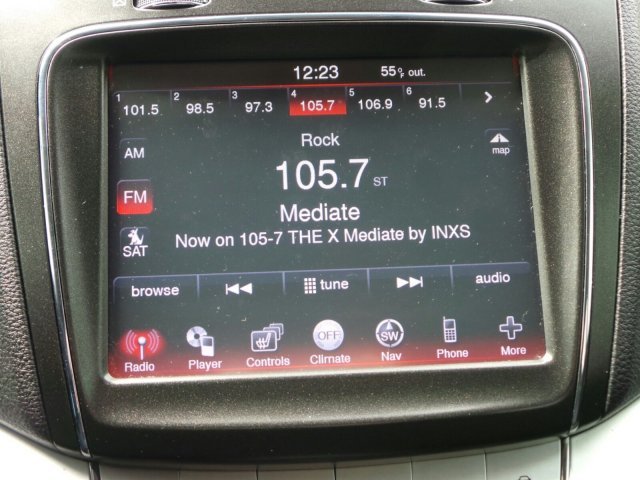 12:23 55°F out.
1 101.5 2 98.5 3 97.3 4 105.7 5 106.9 6 91.5
AM Rock map
FM 105.7 ST
SAT Mediate
Now on 105-7 THE X Mediate by INXS
browse tune audio
OFF SW
Radio Player Controls Climate Nav Phone More